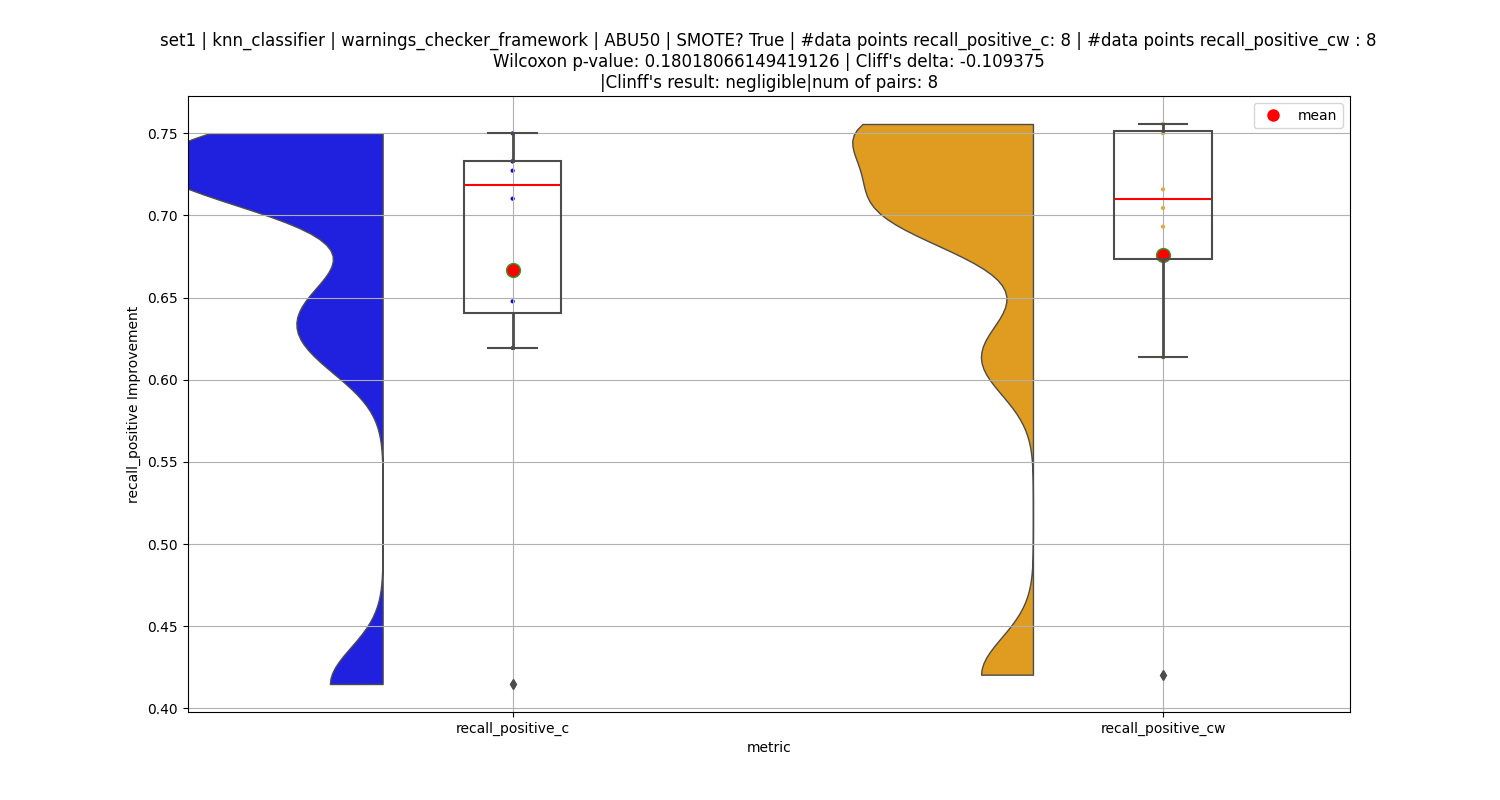 set1 | knn_classifier | warnings_checker_framework | ABU50 | SMOTE? True | #data points recall_positive_c: 8 | #data points recall_positive_cw : 8
Wilcoxon p-value: 0.18018066149419126 | Cliff's delta: -0.109375
|Clinff's result: negligible|num of pairs: 8
mean
recall_positive Improvement
0.75
0.70
0.65
0.60
0.55
0.50
0.45
0.40
recall_positive_c
recall_positive_cw
metric